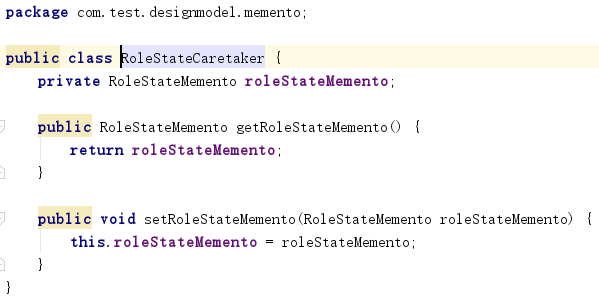 package com.test.designmodel.memento;
public class RoleStateCaretaker {
private RoleStateMemento roleStateMemento;
public RoleStateMemento getRoleStateMemento() {
return roleStateMemento;
}
public void setRoleStateMemento(RoleStateMemento roleStateMemento) {
this.roleStateMemento = roleStateMemento;
}
}